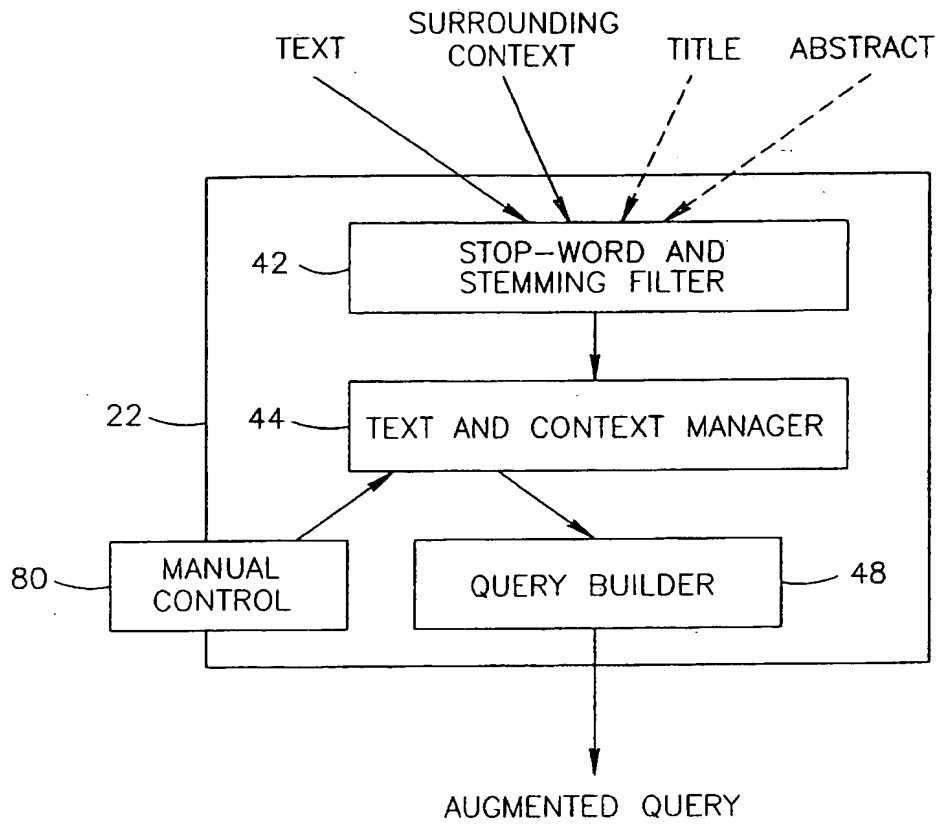 TEXT
SURROUNDING
CONTEXT
TITLE
ABSTRACT
42
STOP-WORD AND
STEMMING FILTER
22
44
TEXT AND CONTEXT MANAGER
80
MANUAL
CONTROL
QUERY BUILDER
48
AUGMENTED QUERY